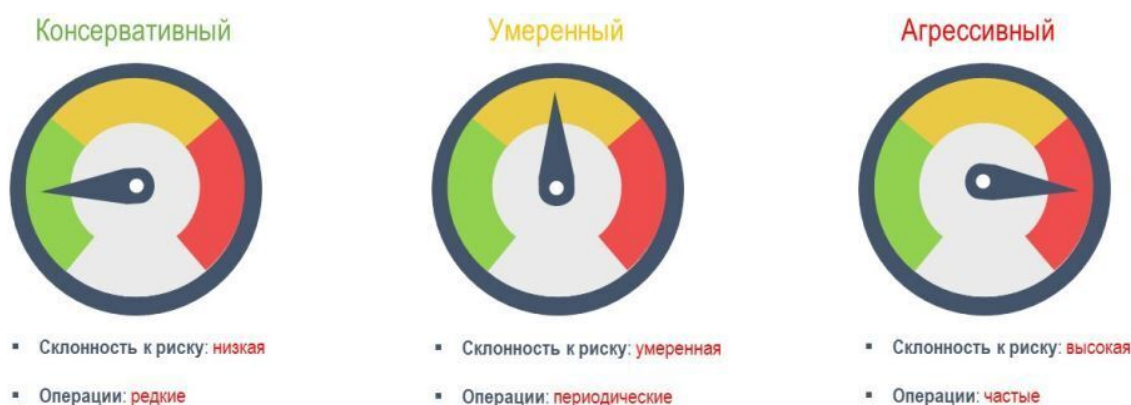 Консервативный
Умеренный
Агрессивный
▪ Склонность к риску: низкая
▪ Склонность к риску: умеренная
▪ Склонность к риску: высокая
▪ Операции: редкие
▪ Операции: периодические
▪ Операции: частые